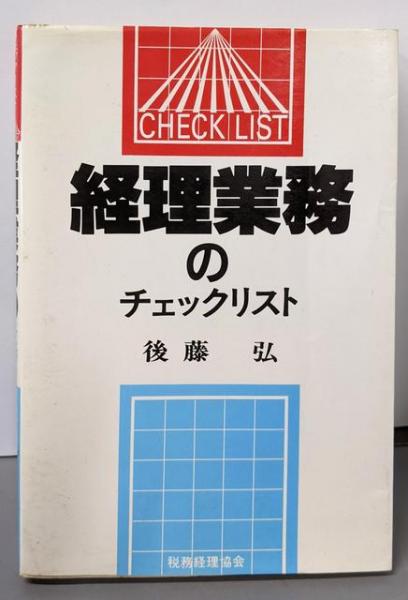 CHECK LIST
経理業務
の
チェックリスト
後藤 弘
税務経理協会